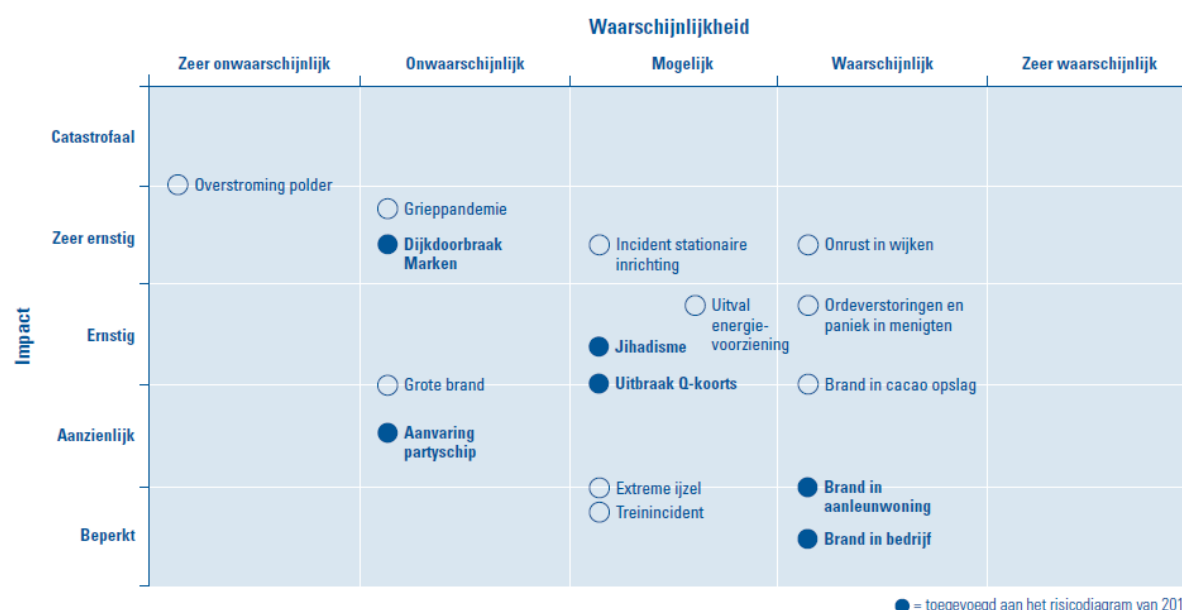 Waarschijnlijkheid
Zeer onwaarschijnlijk
Onwaarschijnlijk
Mogelijk
Waarschijnlijk
Zeer waarschijnlijk
Impact
Catastrofaal
Overstroming polder
Zeer ernstig
Grieppandemie
Dijkdoorbraak
Marken
Incident stationaire
inrichting
Onrust in wijken
Ernstig
Uitval
energie-
voorziening
Ordeverstoringen en
paniek in menigten
Jihadisme
Grote brand
Uitbraak Q-koorts
Brand in cacao opslag
Aanzienlijk
Aanvaring
partyschip
Beperkt
Extreme ijzel
Treinincident
Brand in
aanleunwoning
Brand in bedrijf
= toegevoegd aan het risicodiagram van 201